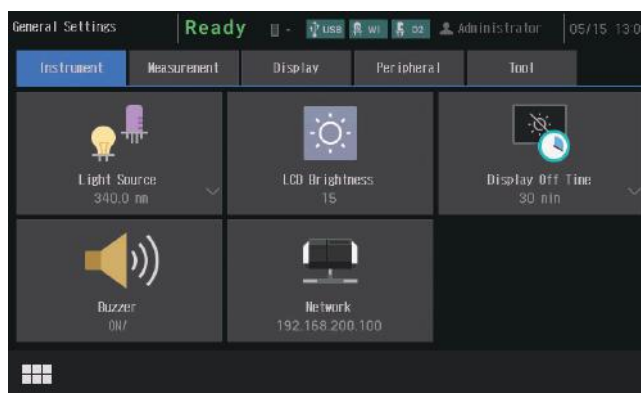 General Settings Ready - USB WI D2 Administrator 05/15 13:0
Instrument Measurement Display Peripheral Tool
Light Source LCD Brightness Display Off Time
340.0 nm 15 30 min
Buzzer Network
ON/ 192.168.200.100